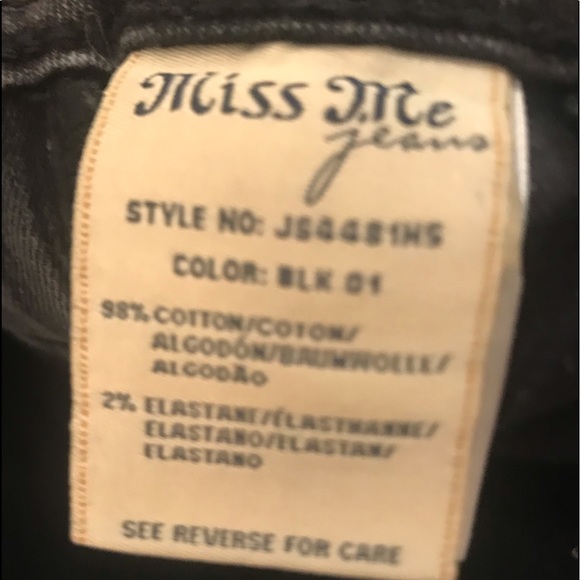 Miss Me
jeans
STYLE NO: JS4481HS
COLOR: BLK 01
98% COTTON/COTON/
ALGODÓN/BAUMWOLLE/
ALGODÃO
2% ELASTANE/ÉLASTHANNE/
ELASTANO/ELASTAN/
ELASTANO
SEE REVERSE FOR CARE